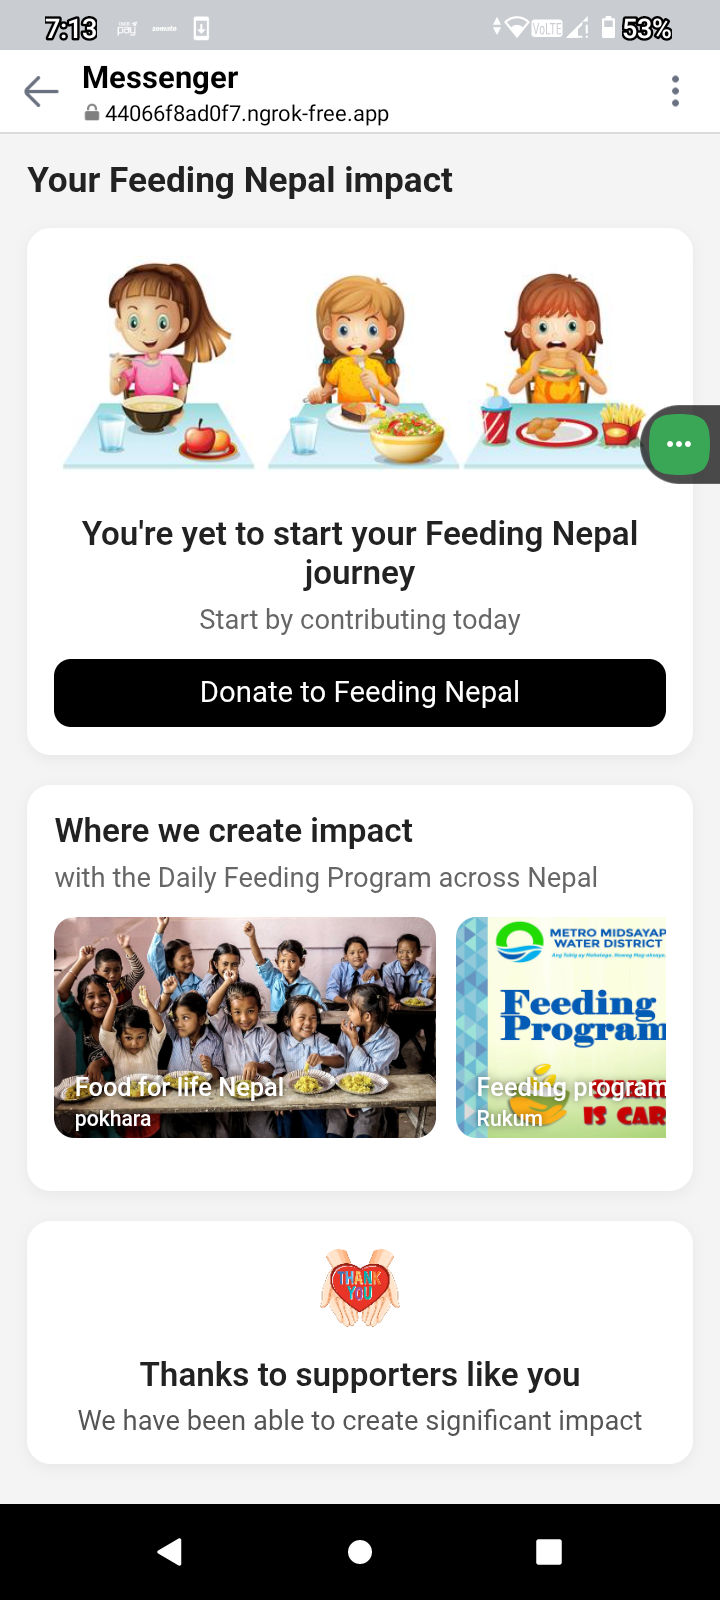 7:13
pay
zomato
VoLTE
53%
Messenger
44066f8ad0f7.ngrok-free.app
Your Feeding Nepal impact
You're yet to start your Feeding Nepal
journey
Start by contributing today
Donate to Feeding Nepal
Where we create impact
with the Daily Feeding Program across Nepal
Food for life Nepal
pokhara
METRO MIDSAYAP
WATER DISTRICT
Feeding
Program
Feeding program
IS CAR
Rukum
THANK
YOU
Thanks to supporters like you
We have been able to create significant impact